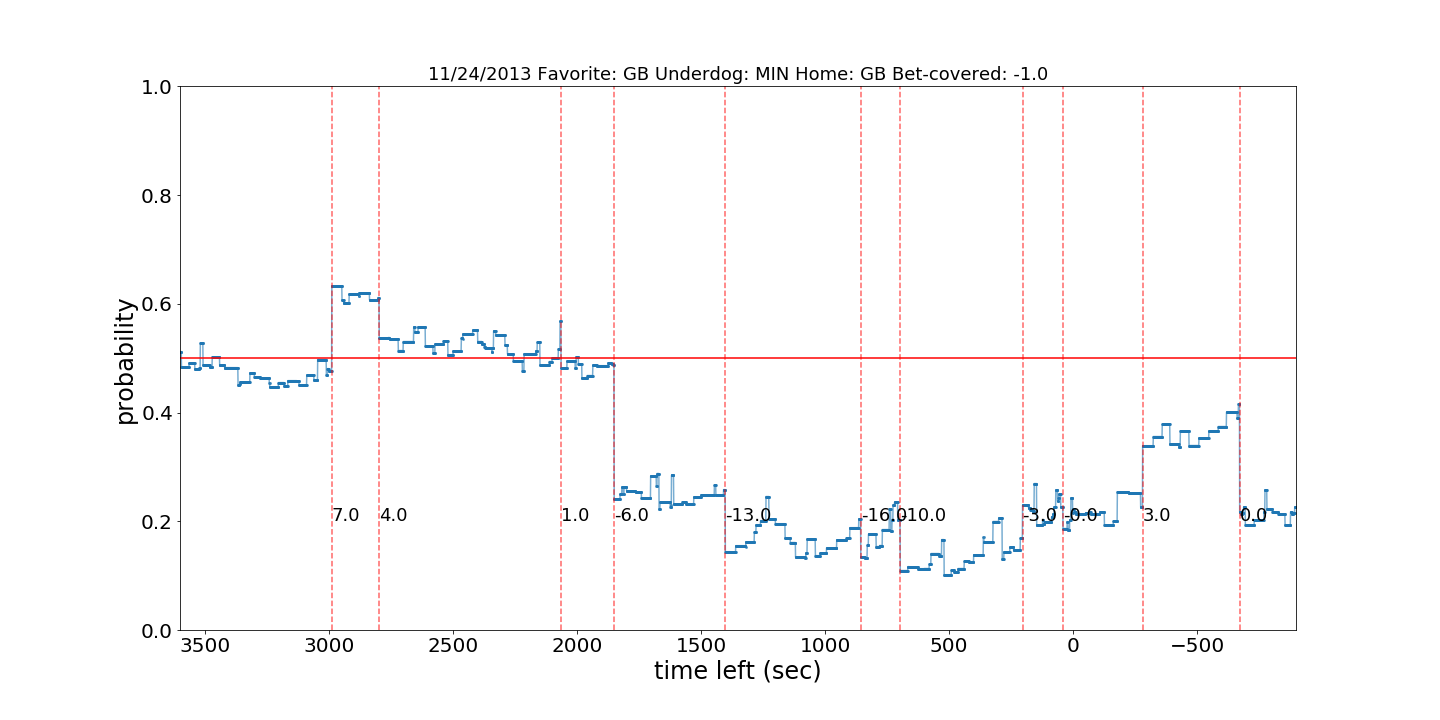 11/24/2013 Favorite: GB Underdog: MIN Home: GB Bet-covered: -1.0
probability
1.0
0.8
0.6
0.4
0.2
0.0
7.0 4.0 1.0 -6.0 -13.0 -16.0 -10.0 -3.0 -0.0 3.0 0.0
3500 3000 2500 2000 1500 1000 500 0 −500
time left (sec)